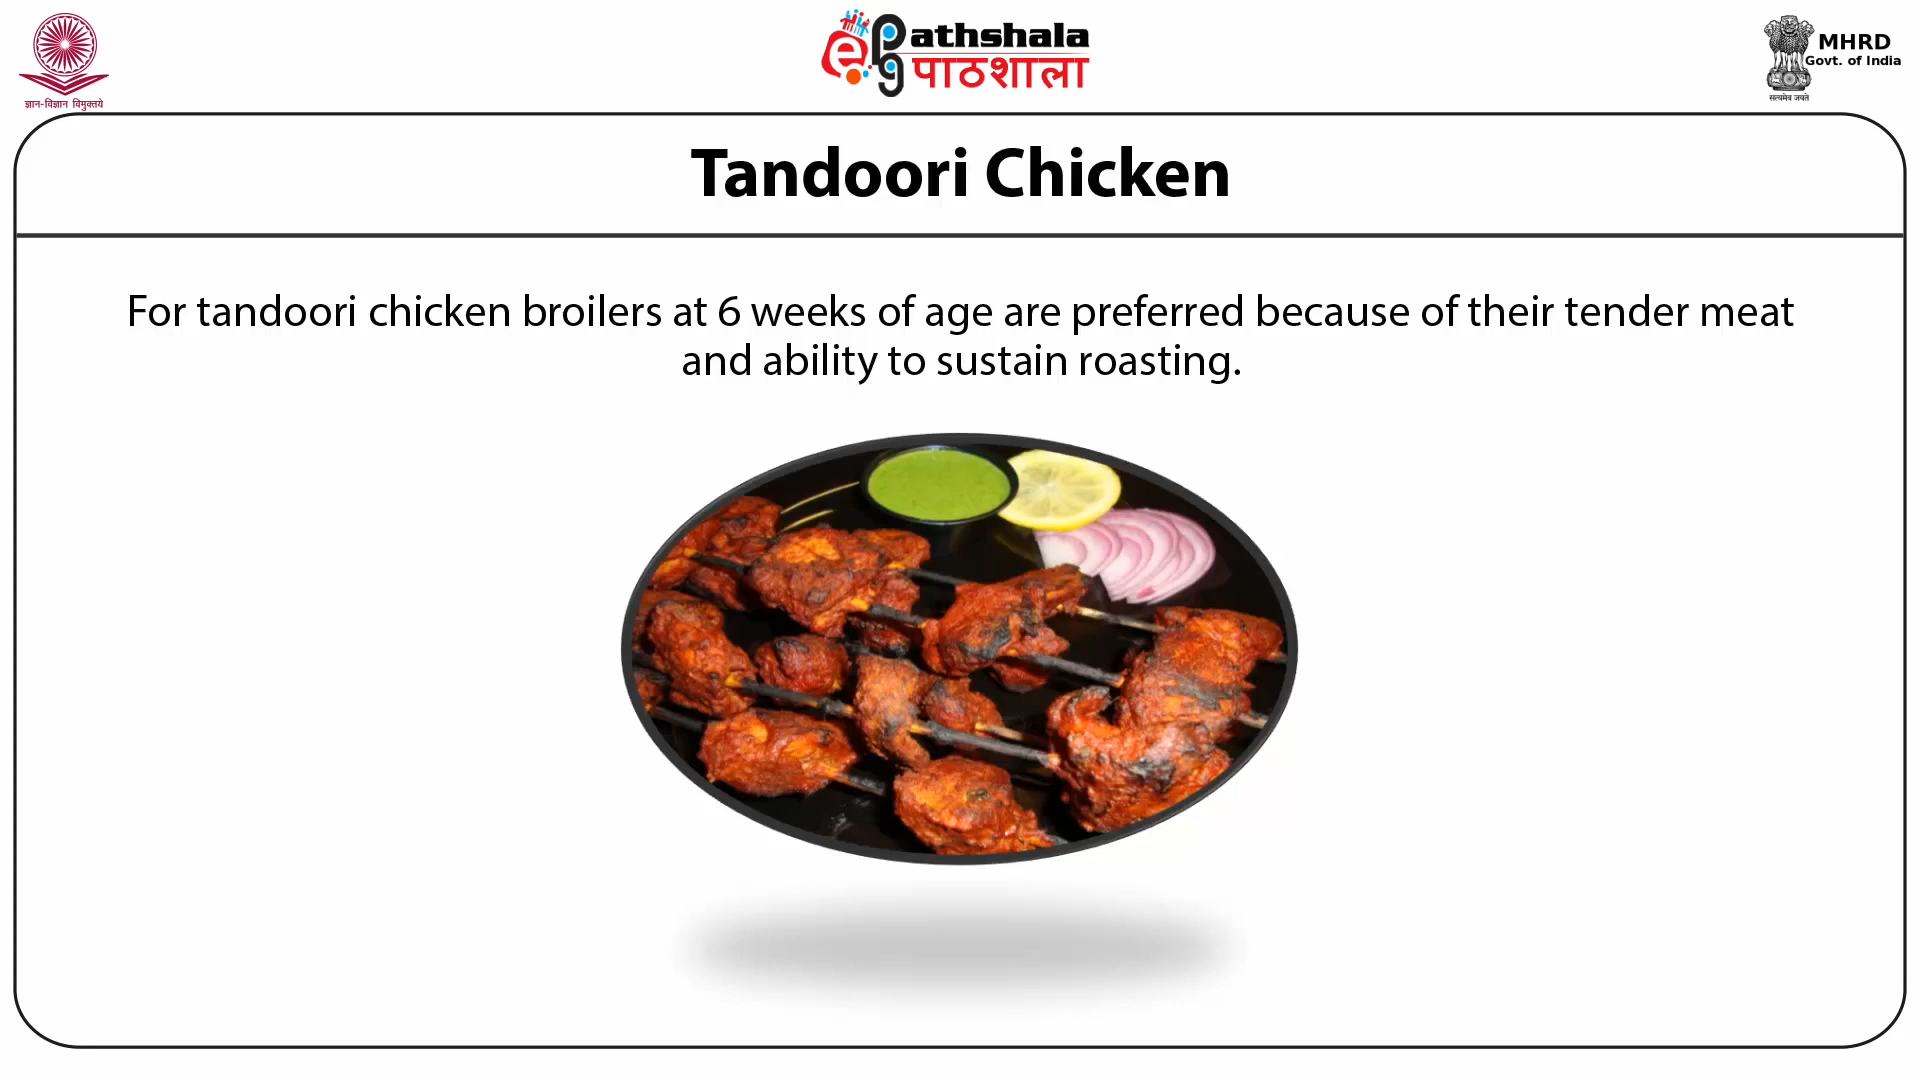 ज्ञान-विज्ञान विमुक्तये
e
Pg
athshala
पाठशाला
MHRD
Govt. of India
सत्यमेव जयते
Tandoori Chicken
For tandoori chicken broilers at 6 weeks of age are preferred because of their tender meat
and ability to sustain roasting.